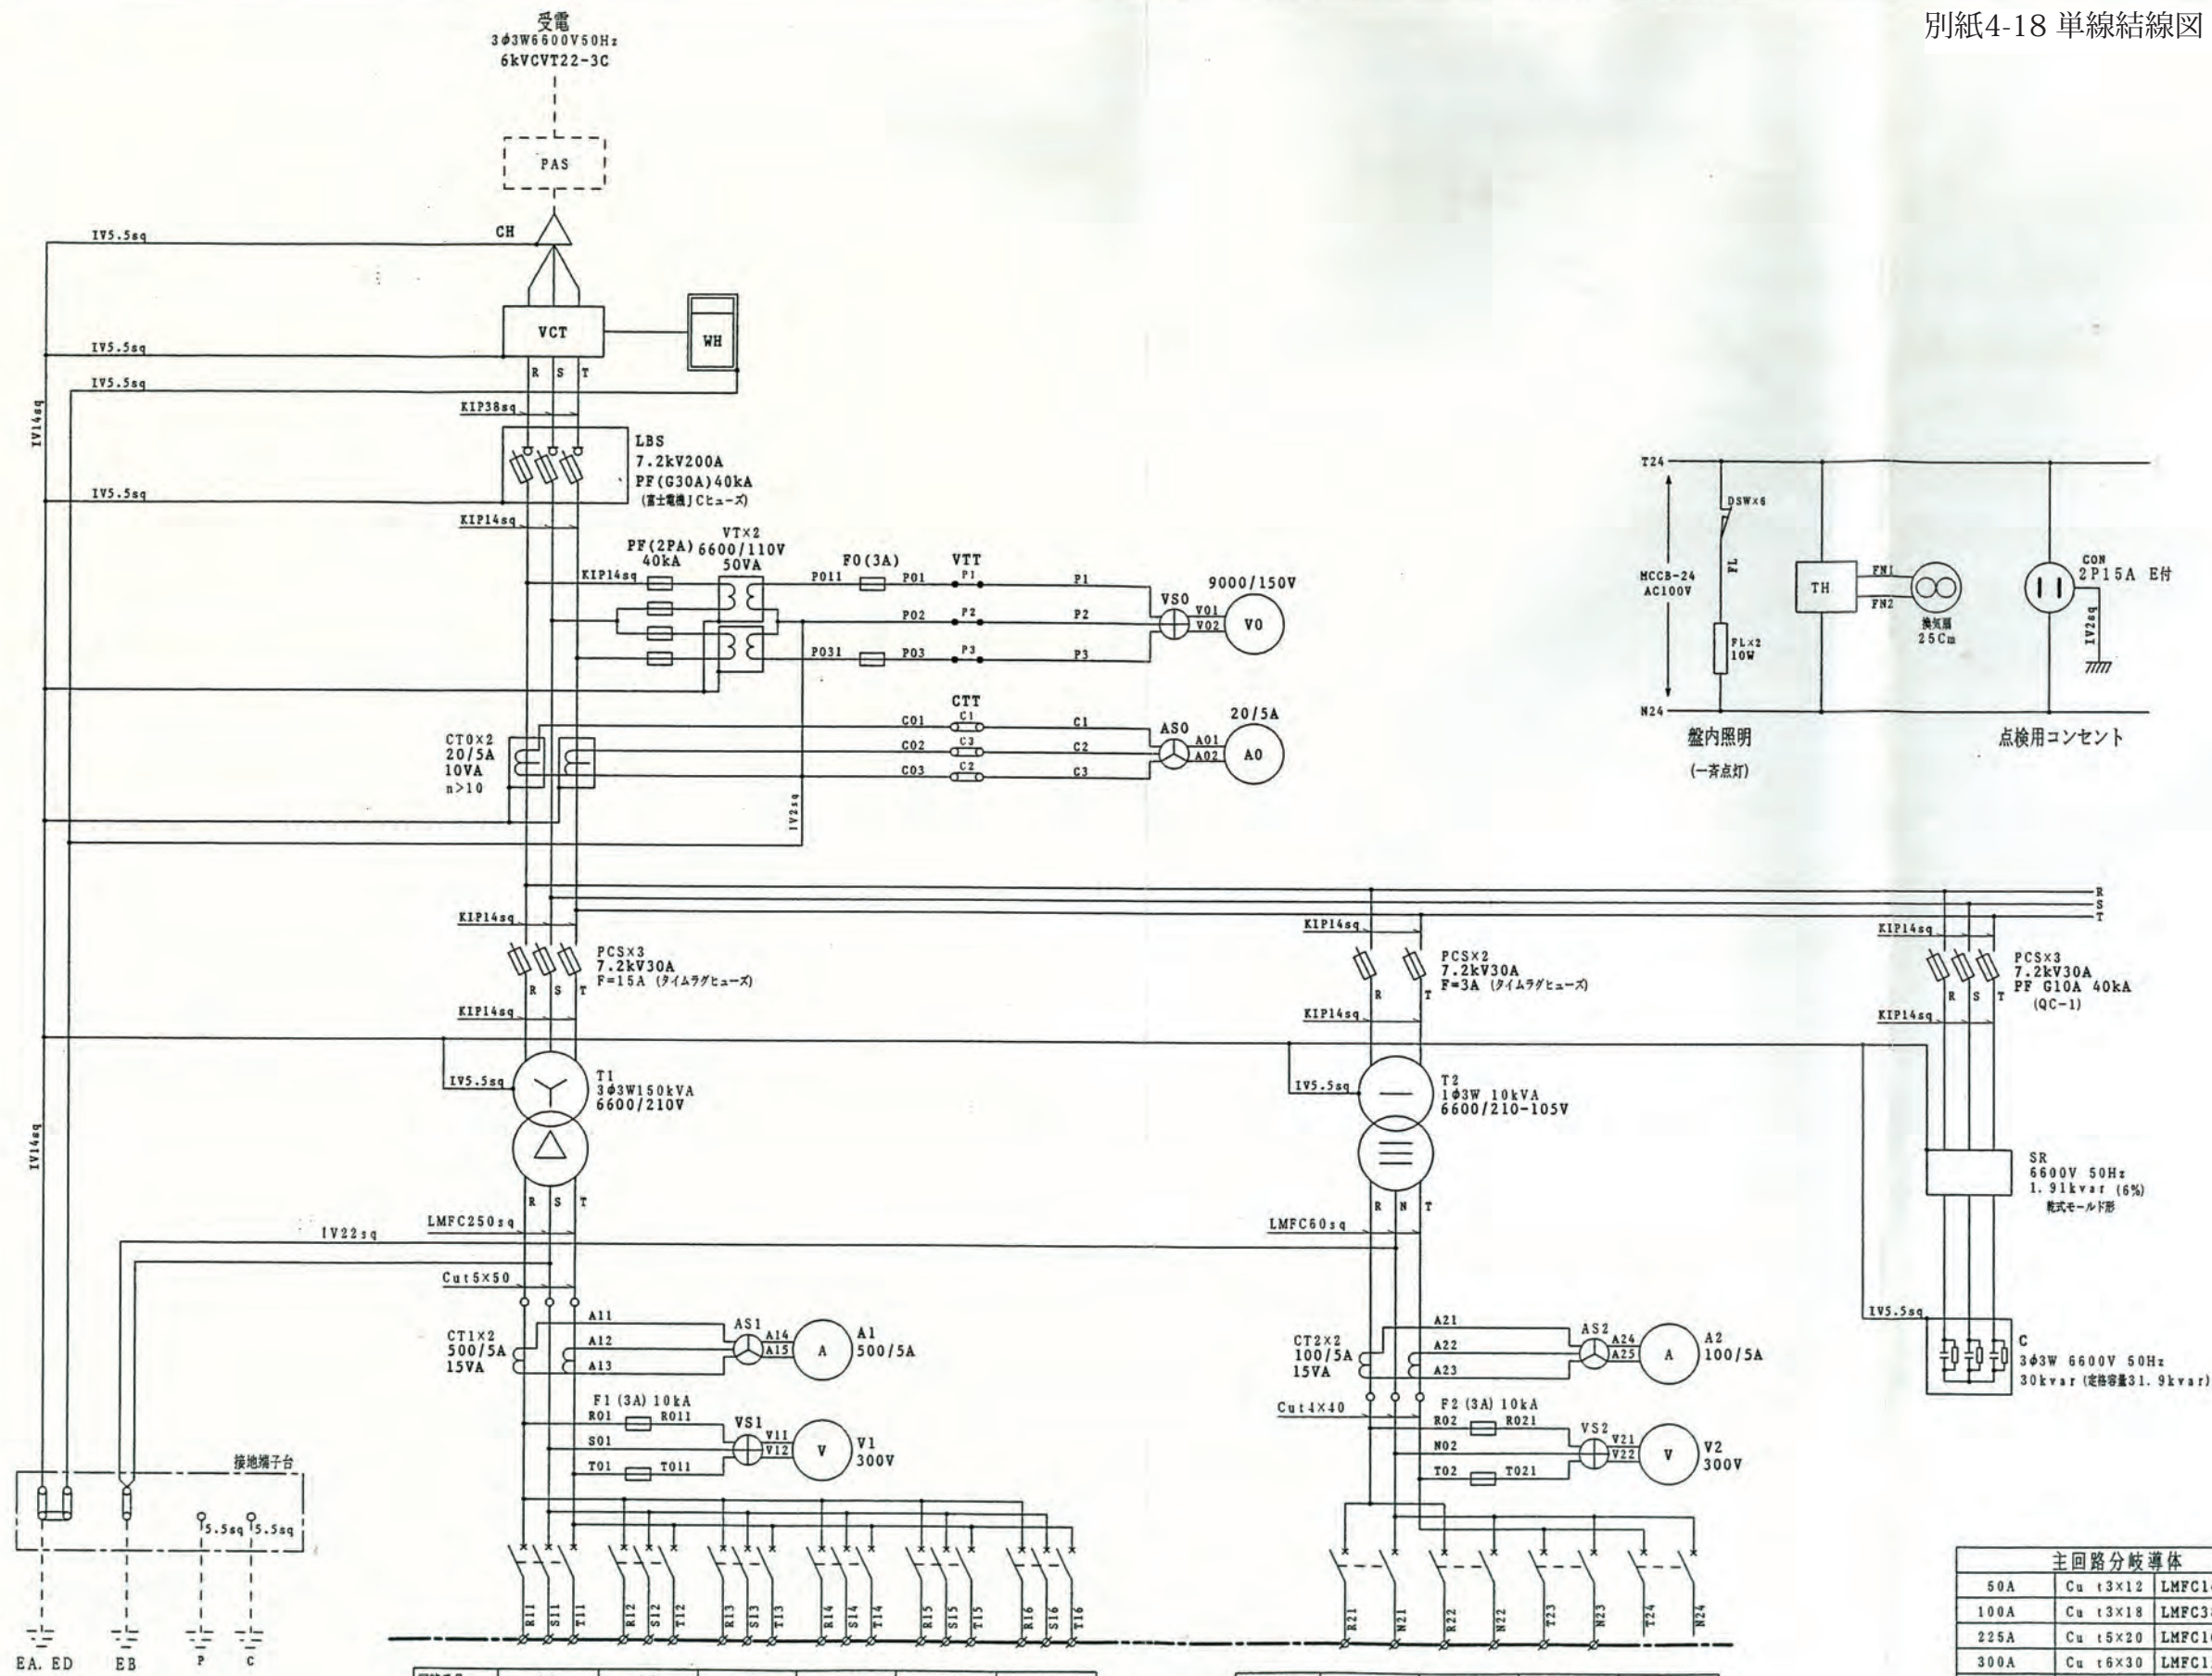 別紙4-18 単線結線図
受電
3φ3W6600V50Hz
6kVCVT22-3C
PAS
CH
IV5.5sq
VCT
WH
IV5.5sq
IV5.5sq
R S T
IV14sq
KIP38sq
LBS
7.2kV200A
PF(G30A)40kA
(富士電機JCヒューズ)
IV5.5sq
KIP14sq
PF(2PA)
40kA
VT×2
6600/110V
50VA
KIP14sq
P011
F0(3A)
P01
VTT
P1
P1
P02
P2
P2
P031
P03
P3
P3
VS0
V01
V02
9000/150V
V0
CT0×2
20/5A
10VA
n>10
CTT
C01
C1
C1
C02
C3
C2
C03
C2
C3
AS0
A01
A02
20/5A
A0
IV2sq
T24
MCCB-24
AC100V
N24
DSW×6
FL
FL×2
10W
TH
FN1
FN2
換気扇
25Cm
CON
2P15A E付
IV2sq
盤内照明
(一斉点灯)
点検用コンセント
R
S
T
KIP14sq
PCS×3
7.2kV30A
F=15A (タイムラグヒューズ)
R S T
KIP14sq
KIP14sq
PCS×2
7.2kV30A
F=3A (タイムラグヒューズ)
R T
KIP14sq
KIP14sq
PCS×3
7.2kV30A
PF G10A 40kA
(QC-1)
R S T
KIP14sq
IV5.5sq
T1
3φ3W150kVA
6600/210V
IV5.5sq
T2
1φ3W 10kVA
6600/210-105V
IV14sq
SR
6600V 50Hz
1.91kvar (6%)
乾式モールド形
R S T
LMFC250sq
IV22sq
R N T
LMFC60sq
Cut5×50
CT1×2
500/5A
15VA
A11
A12
A13
AS1
A14
A15
A
A1
500/5A
F1(3A)10kA
R01
R011
S01
T01
T011
VS1
V11
V12
V
V1
300V
CT2×2
100/5A
15VA
A21
A22
A23
AS2
A24
A25
A
A2
100/5A
Cut4×40
F2(3A)10kA
R02
R021
N02
T02
T021
VS2
V21
V22
V
V2
300V
IV5.5sq
C
3φ3W 6600V 50Hz
30kvar (定格容量31.9kvar)
接地端子台
5.5sq
5.5sq
EA. ED
EB
P
C
R11 S11 T11 R12 S12 T12 R13 S13 T13 R14 S14 T14 R15 S15 T15 R16 S16 T16
R21 N21 R22 N22 T23 N23 T24 N24
主回路分岐導体
50A Cu t3×12
100A Cu t3×18
225A Cu t5×20
300A Cu t6×30